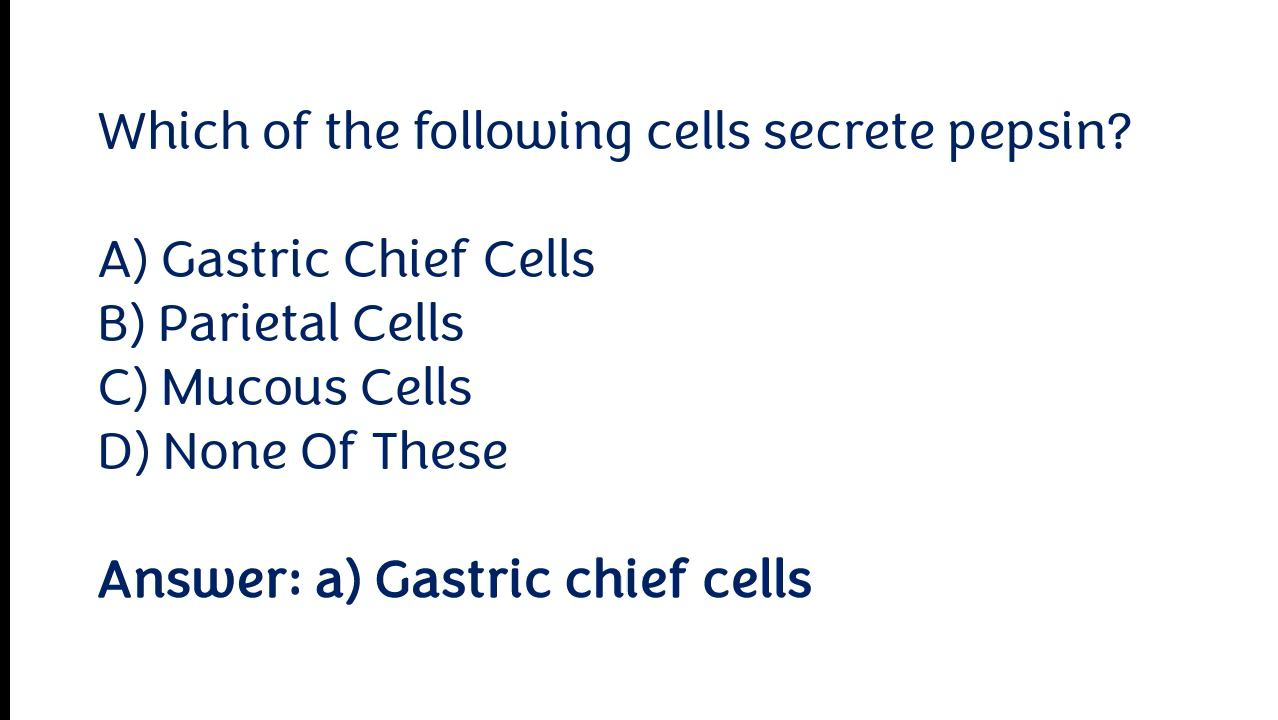 Which of the following cells secrete pepsin?
A) Gastric Chief Cells
B) Parietal Cells
C) Mucous Cells
D) None Of These
Answer: a) Gastric chief cells